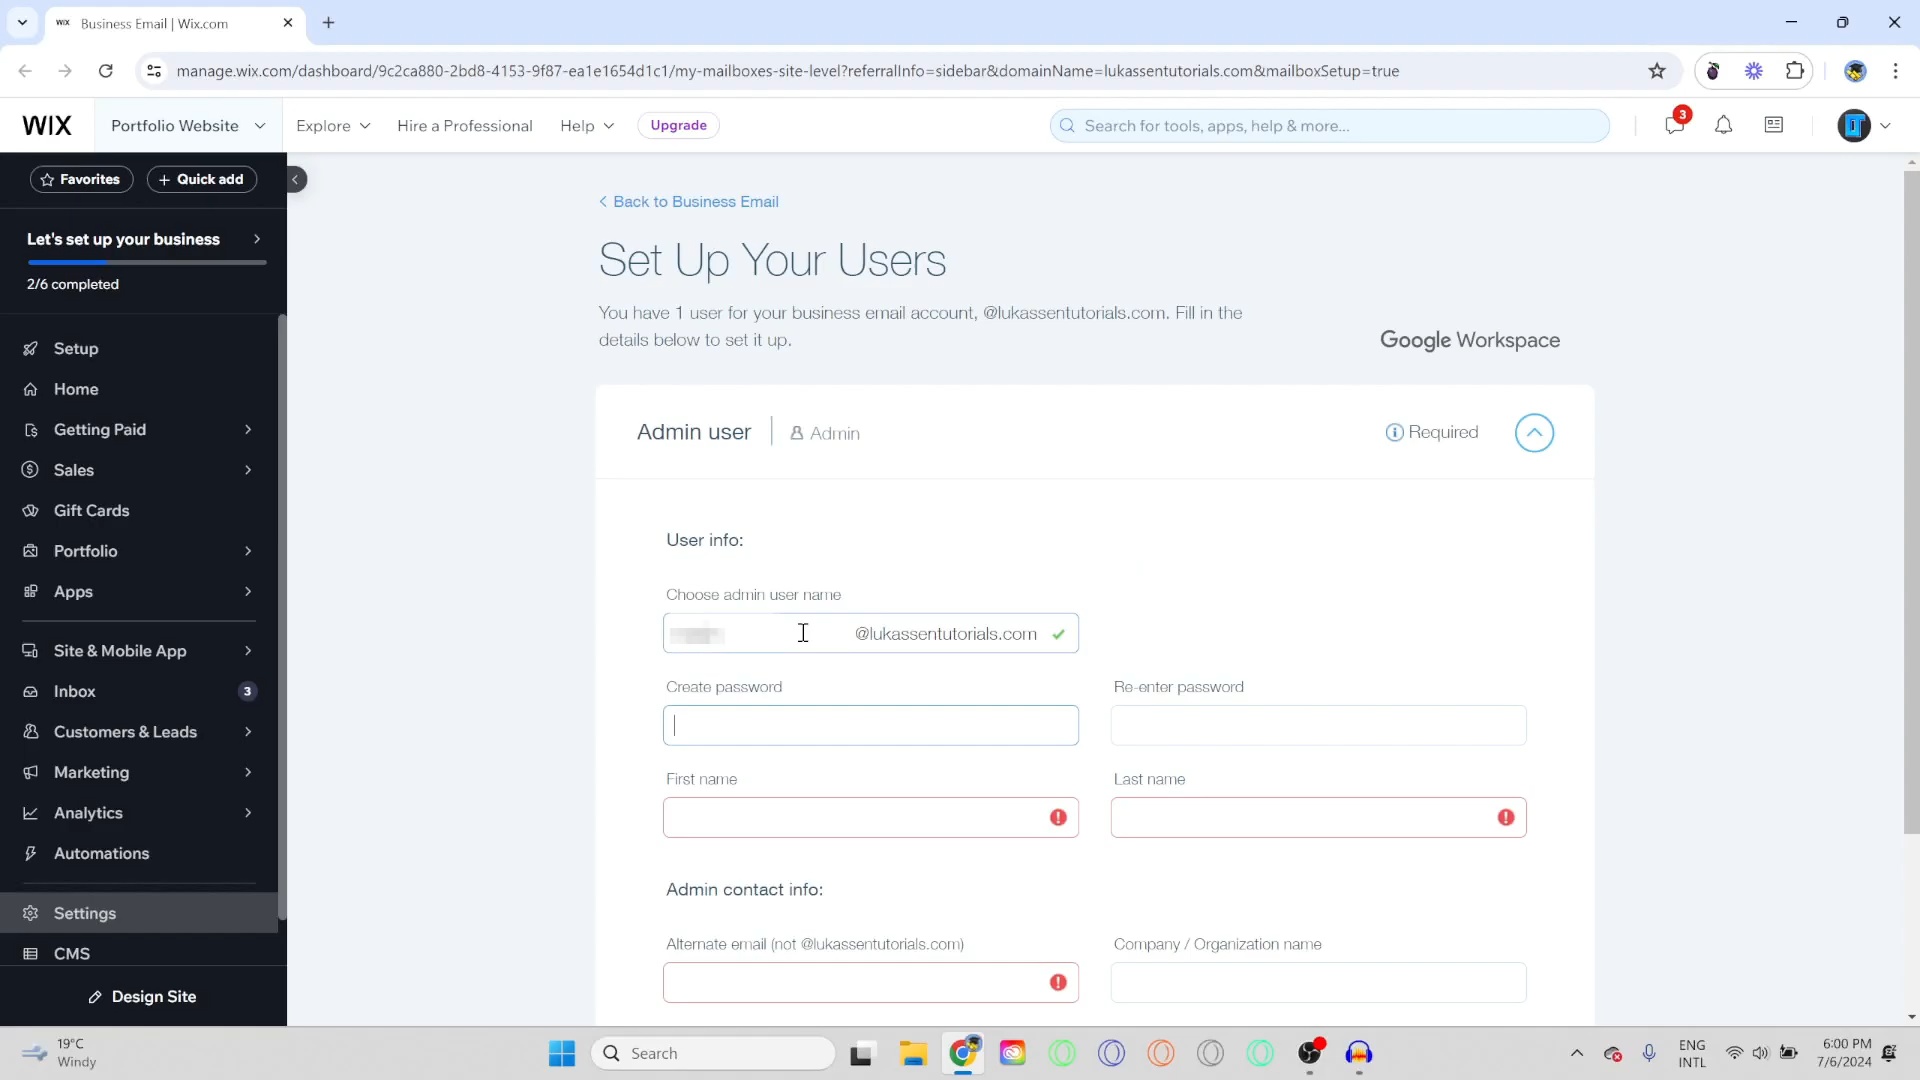 Business Email | Wix.com
manage.wix.com/dashboard/9c2ca880-2bd8-4153-9f87-ea1e1654d1c1/my-mailboxes-site-level?referralInfo=sidebar&domainName=lukassentutorials.com&mailboxSetup=true
WIX
Portfolio Website
Explore
Hire a Professional
Help
Upgrade
Search for tools, apps, help & more...
3
Favorites
Quick add
Let's set up your business
2/6 completed
Setup
Home
Getting Paid
Sales
Gift Cards
Portfolio
Apps
Site & Mobile App
Inbox 3
Customers & Leads
Marketing
Analytics
Automations
Settings
CMS
Design Site
Back to Business Email
Set Up Your Users
You have 1 user for your business email account, @lukassentutorials.com. Fill in the
details below to set it up.
Google Workspace
Admin user
Admin
Required
User info:
Choose admin user name
@lukassentutorials.com
Create password
Re-enter password
First name
Last name
Admin contact info:
Alternate email (not @lukassentutorials.com)
Company / Organization name
19°C
Windy
Search
ENG
INTL
6:00 PM
7/6/2024